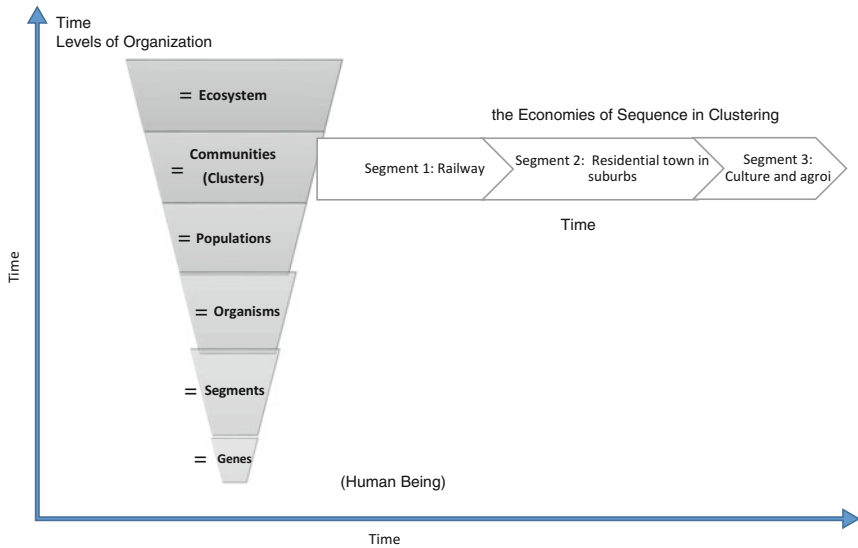 Time
Levels of Organization
= Ecosystem
the Economies of Sequence in Clustering
= Communities
(Clusters)
Segment 1: Railway
Segment 2: Residential town in
suburbs
Segment 3:
Culture and agroi
= Populations
Time
Time
= Organisms
= Segments
= Genes
(Human Being)
Time